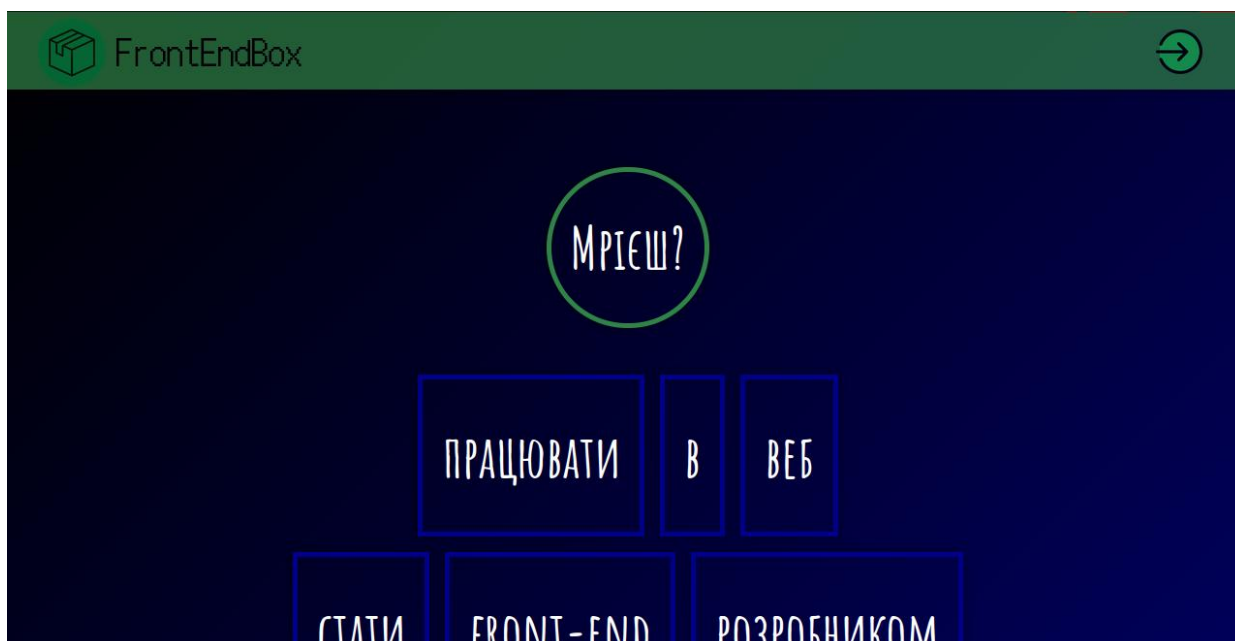 FrontEndBox
Мрієш?
працювати в веб
стати front-end розробником